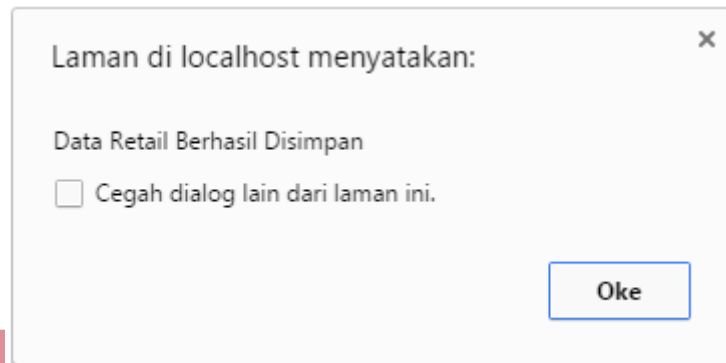 Laman di localhost menyatakan:
Data Retail Berhasil Disimpan
Cegah dialog lain dari laman ini.
Oke